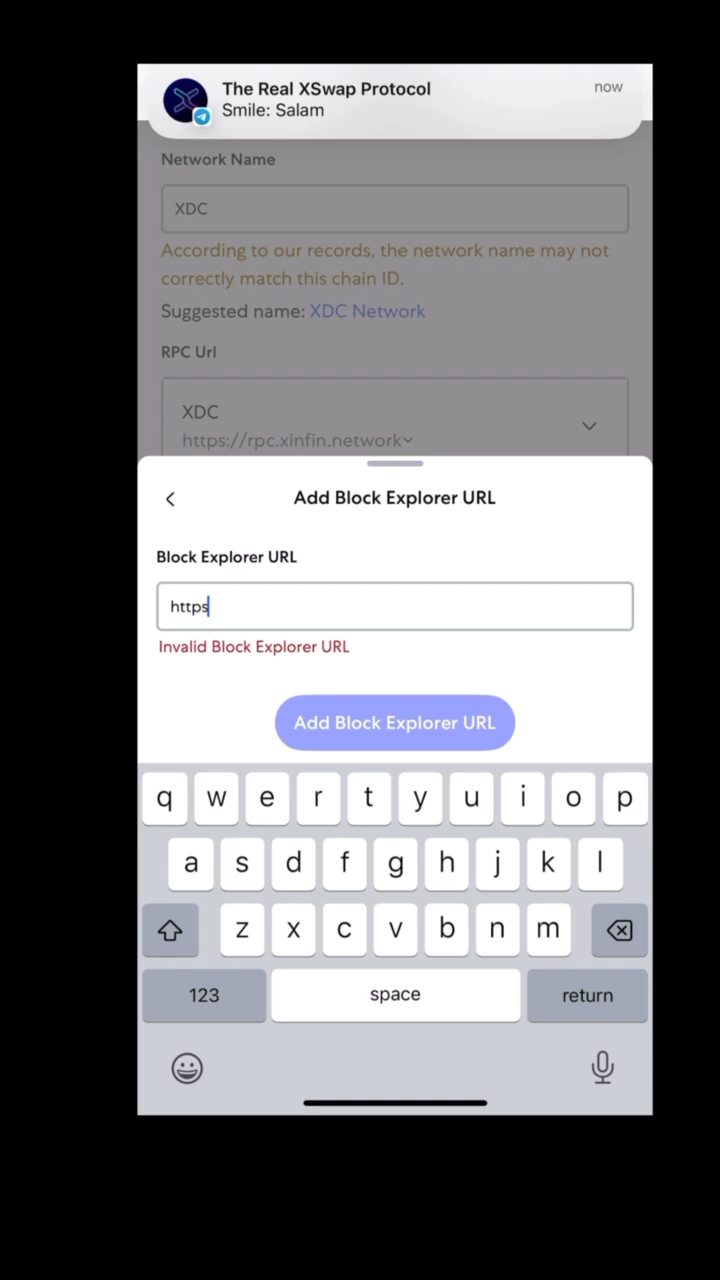 The Real XSwap Protocol
now
Smile: Salam
Network Name
XDC
According to our records, the network name may not
correctly match this chain ID.
Suggested name: XDC Network
RPC Url
XDC
https://rpc.xinfin.network
Add Block Explorer URL
Block Explorer URL
https
Invalid Block Explorer URL
Add Block Explorer URL
q w e r t y u i o p
a s d f g h j k l
z x c v b n m
123 space return